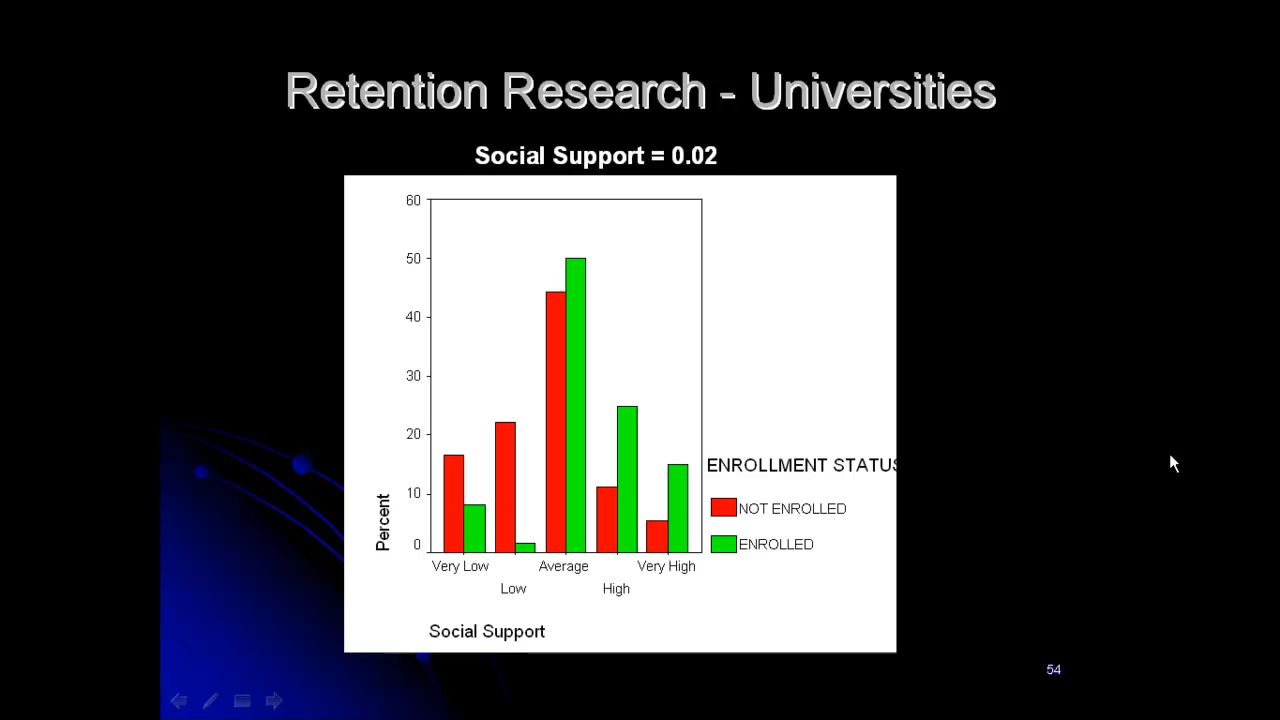 Retention Research - Universities
Social Support = 0.02
60
50
40
30
20
10
0
Percent
Very Low
Low
Average
High
Very High
Social Support
ENROLLMENT STATUS
NOT ENROLLED
ENROLLED
54